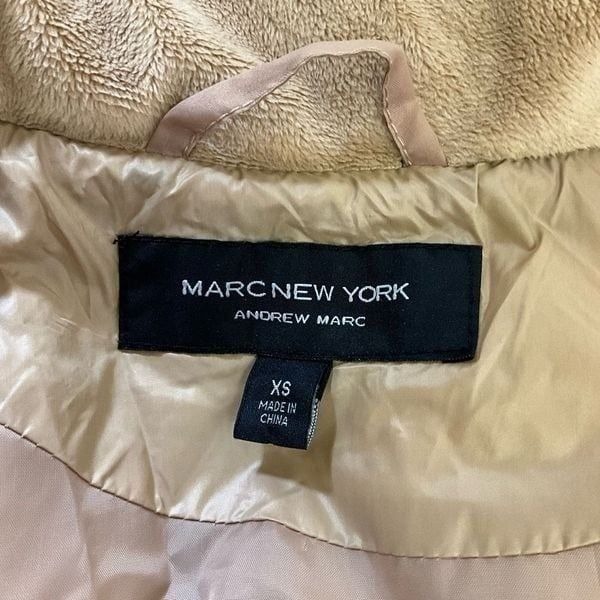 MARC NEW YORK
ANDREW MARC
XS
MADE IN
CHINA